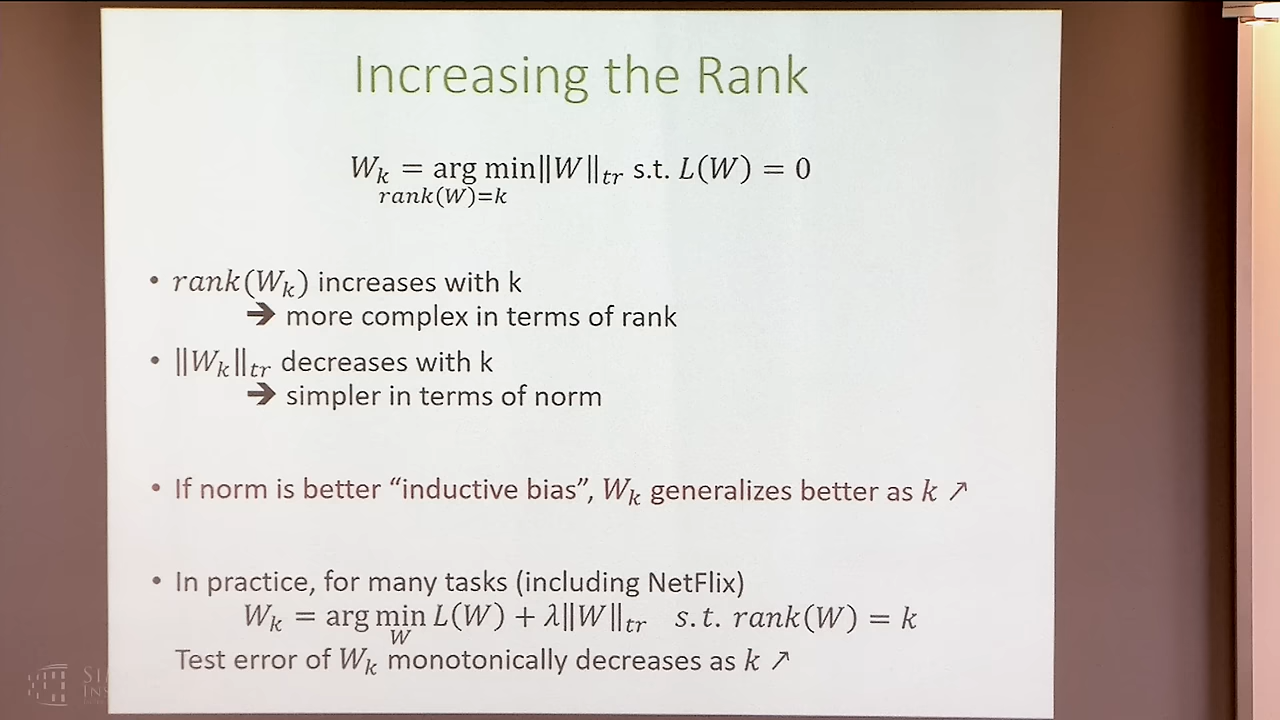 Increasing the Rank
W_k = arg min‖W‖_tr s.t. L(W) = 0
rank(W)=k
• rank(W_k) increases with k
➔ more complex in terms of rank
• ‖W_k‖_tr decreases with k
➔ simpler in terms of norm
• If norm is better “inductive bias”, W_k generalizes better as k ↗
• In practice, for many tasks (including NetFlix)
W_k = arg min L(W) + λ‖W‖_tr s.t. rank(W) = k
W
Test error of W_k monotonically decreases as k ↗